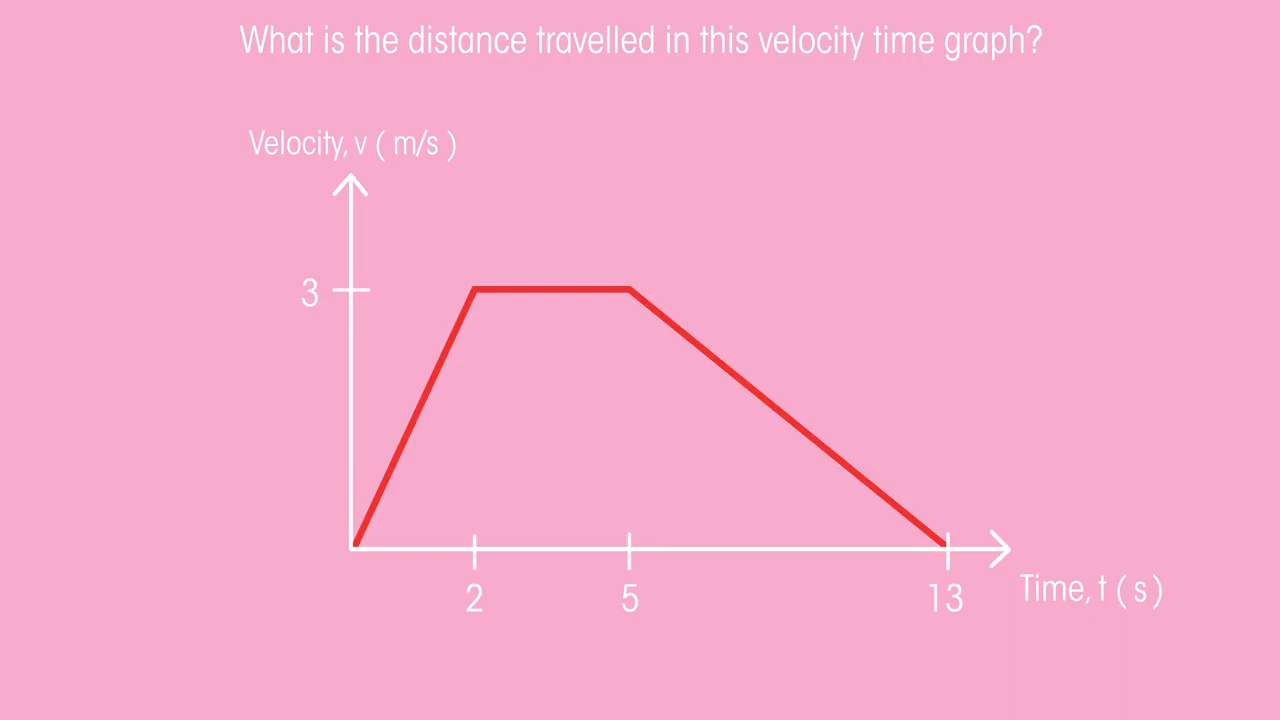 What is the distance travelled in this velocity time graph?
Velocity, v ( m/s )
3
2
5
13
Time, t ( s )